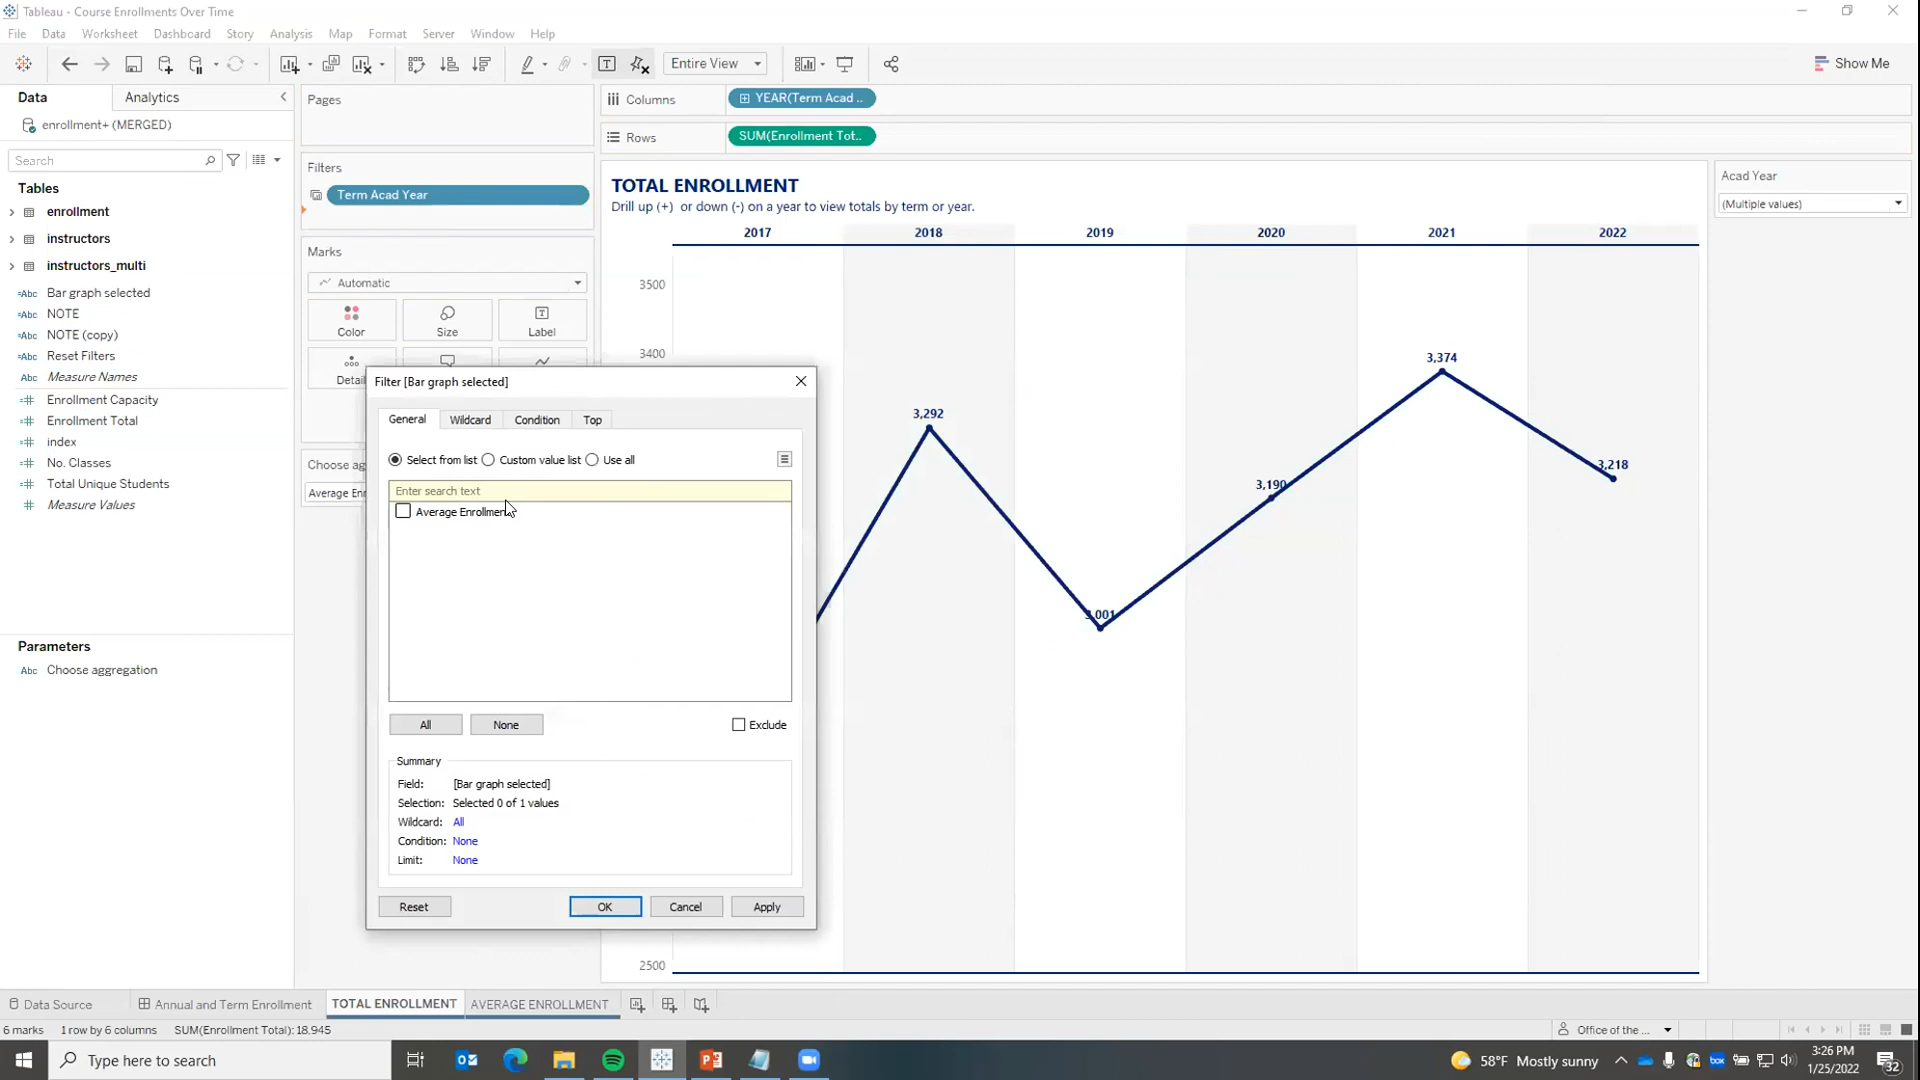 Tableau - Course Enrollments Over Time
File Data Worksheet Dashboard Story Analysis Map Format Server Window Help
Entire View
Show Me
Data Analytics
enrollment+ (MERGED)
Search
Tables
enrollment
instructors
instructors_multi
Abc Bar graph selected
Abc NOTE
Abc NOTE (copy)
Abc Reset Filters
Abc Measure Names
Enrollment Capacity
Enrollment Total
index
No. Classes
Total Unique Students
Measure Values
Parameters
Abc Choose aggregation
Pages
Filters
Term Acad Year
Marks
Automatic
Color Size Label
Detail
Choose ag
Average En
Columns YEAR(Term Acad ..
Rows SUM(Enrollment Tot..
TOTAL ENROLLMENT
Drill up (+) or down (-) on a year to view totals by term or year.
2017 2018 2019 2020 2021 2022
3500
3400
2500
3,292
3,001
3,190
3,374
3,218
Acad Year
(Multiple values)
Filter [Bar graph selected]
General Wildcard Condition Top
Select from list Custom value list Use all
Enter search text
Average Enrollment
All None Exclude
Summary
Field: [Bar graph selected]
Selection: Selected 0 of 1 values
Wildcard: All
Condition: None
Limit: None
Reset OK Cancel Apply
Data Source Annual and Term Enrollment TOTAL ENROLLMENT AVERAGE ENROLLMENT
6 marks 1 row by 6 columns SUM(Enrollment Total): 18,945
Office of the ...
Type here to search
58°F Mostly sunny
3:26 PM
1/25/2022
32